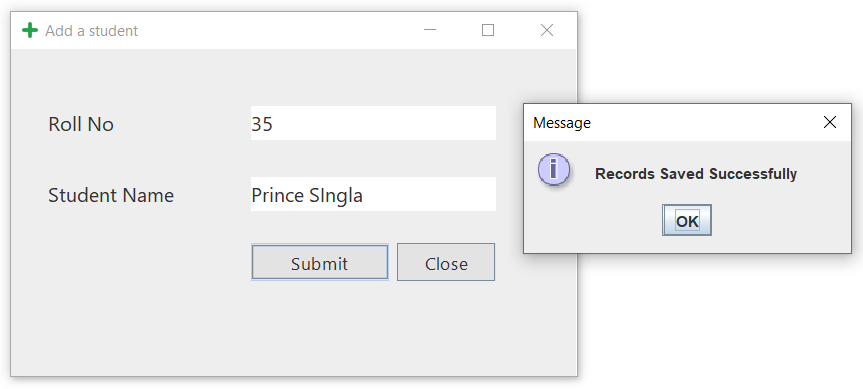 Add a student
Roll No
35
Student Name
Prince SIngla
Submit
Close
Message
i
Records Saved Successfully
OK